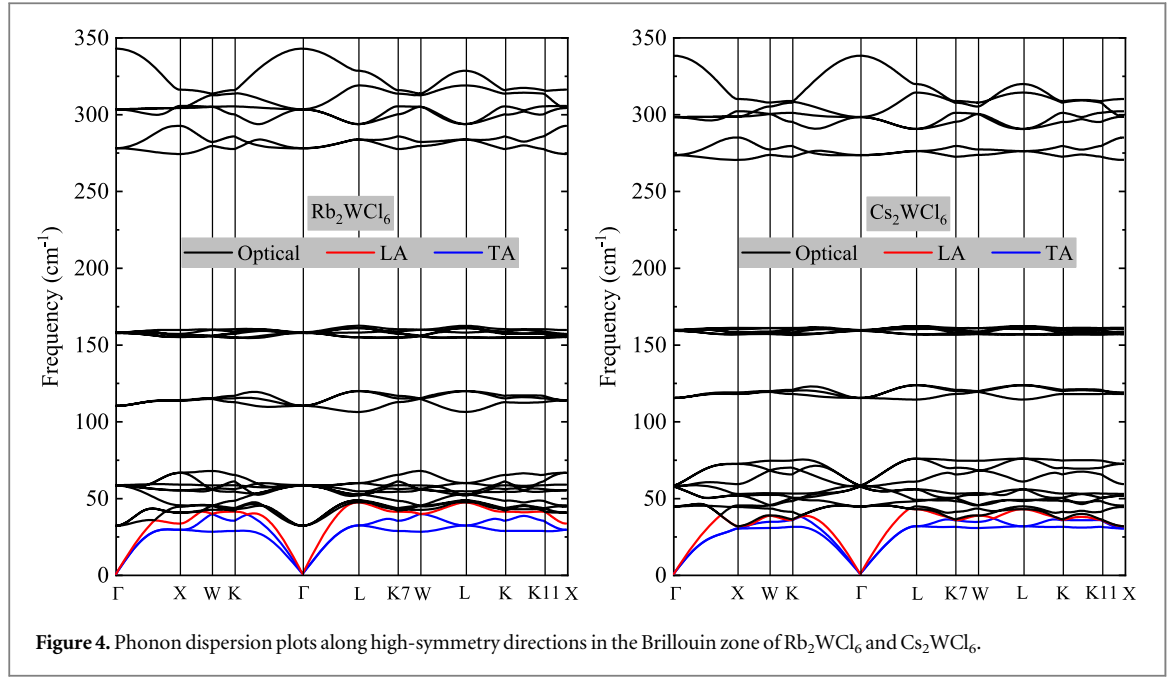 350
300
250
200
150
100
50
0
Frequency (cm⁻¹)
Rb₂WCl₆
Optical LA TA
Γ X W K Γ L K7 W L K K11 X
350
300
250
200
150
100
50
0
Frequency (cm⁻¹)
Cs₂WCl₆
Optical LA TA
Γ X W K Γ L K7 W L K K11 X
Figure 4. Phonon dispersion plots along high-symmetry directions in the Brillouin zone of Rb₂WCl₆ and Cs₂WCl₆.